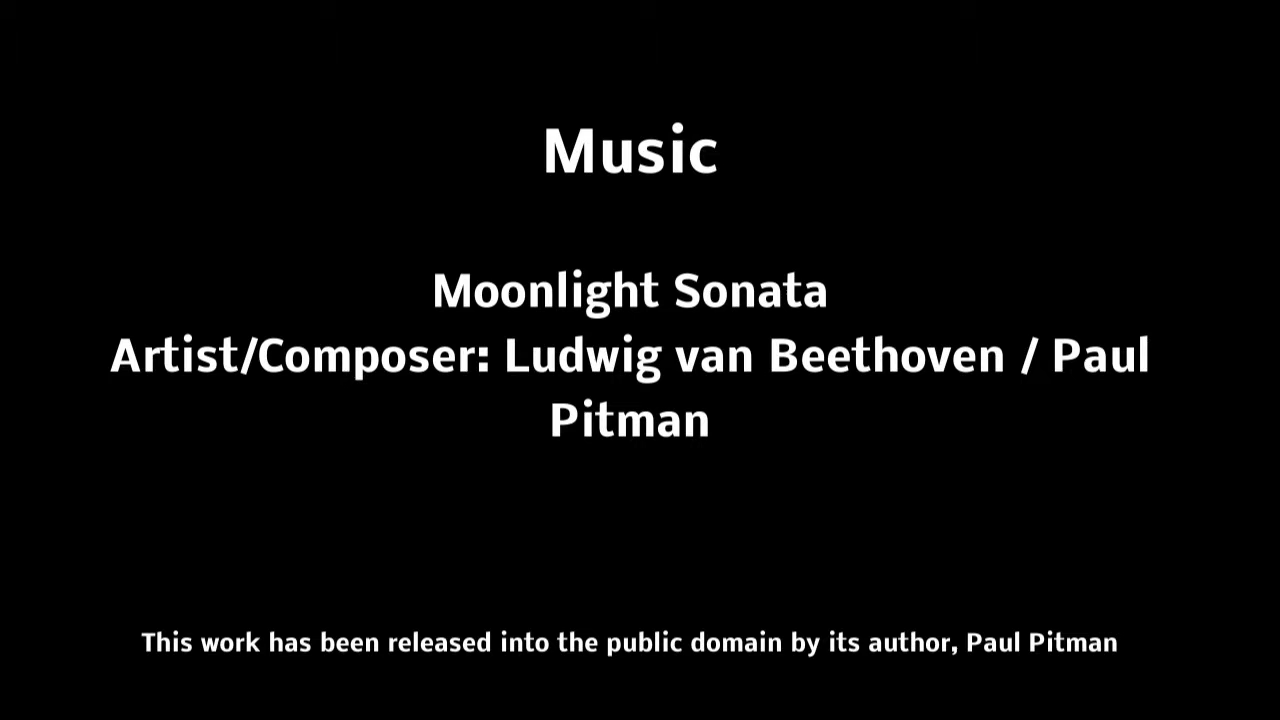 Music
Moonlight Sonata
Artist/Composer: Ludwig van Beethoven / Paul
Pitman
This work has been released into the public domain by its author, Paul Pitman